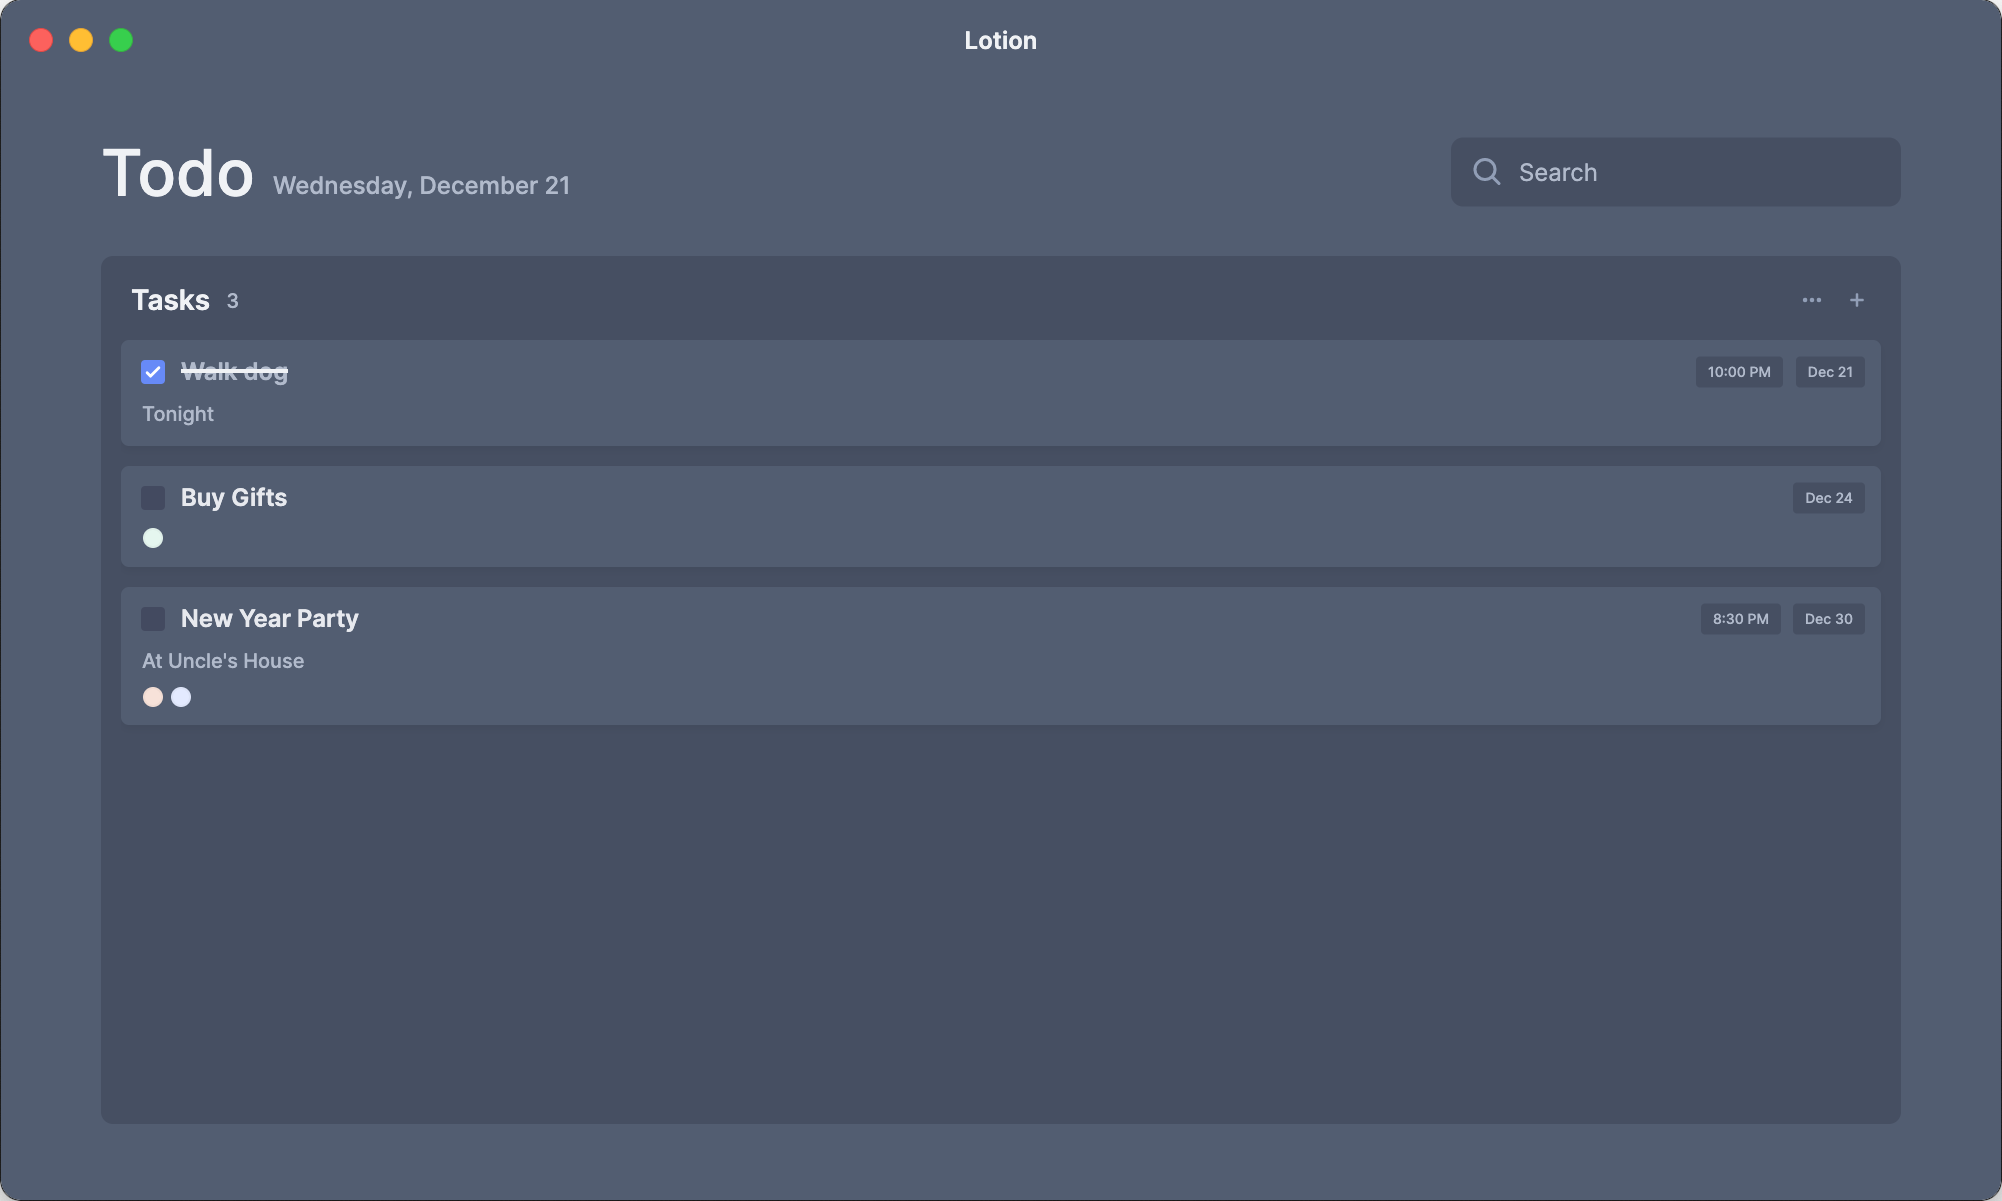 Lotion
Todo Wednesday, December 21
Search
Tasks 3
Walk dog 10:00 PM Dec 21
Tonight
Buy Gifts Dec 24
New Year Party 8:30 PM Dec 30
At Uncle's House